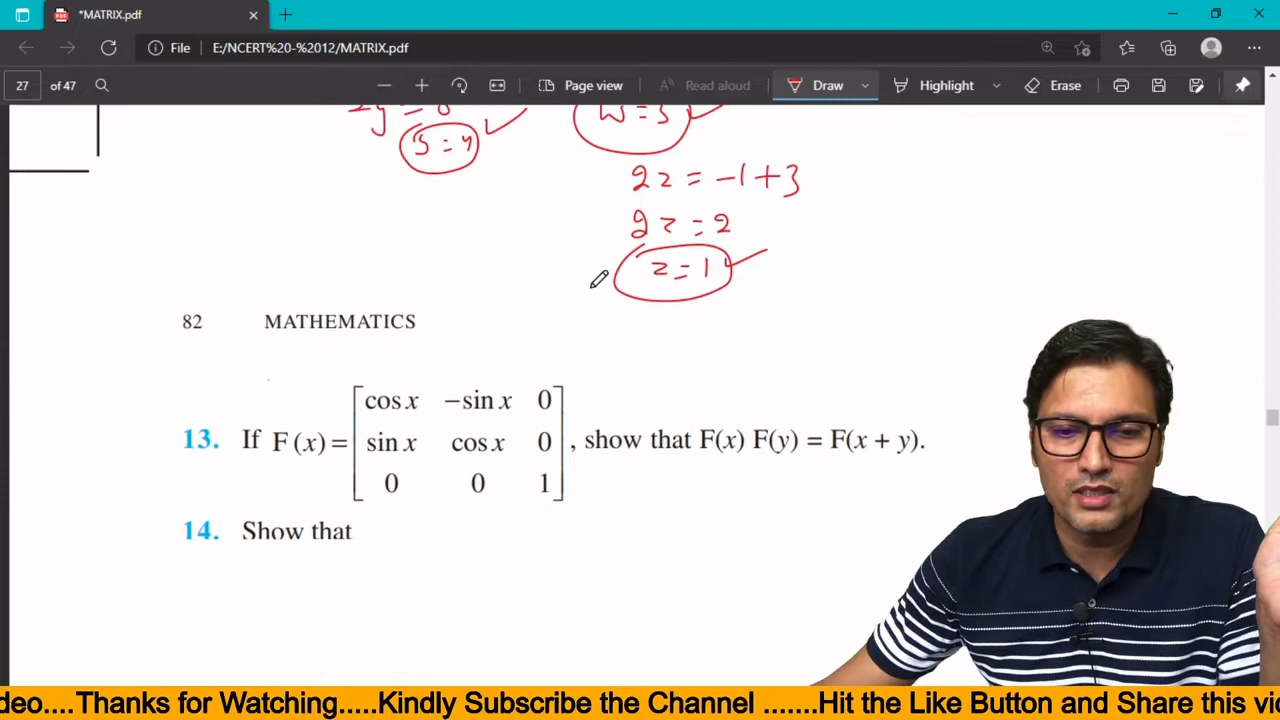 *MATRIX.pdf
File E:/NCERT%20-%2012/MATRIX.pdf
27 of 47 Page view Read aloud Draw Highlight Erase
2z = -1+3
2z = 2
z = 1
82 MATHEMATICS
13. If F (x) = [cos x −sin x 0
sin x cos x 0
0 0 1] , show that F(x) F(y) = F(x + y).
14. Show that
deo....Thanks for Watching.....Kindly Subscribe the Channel .......Hit the Like Button and Share this vi